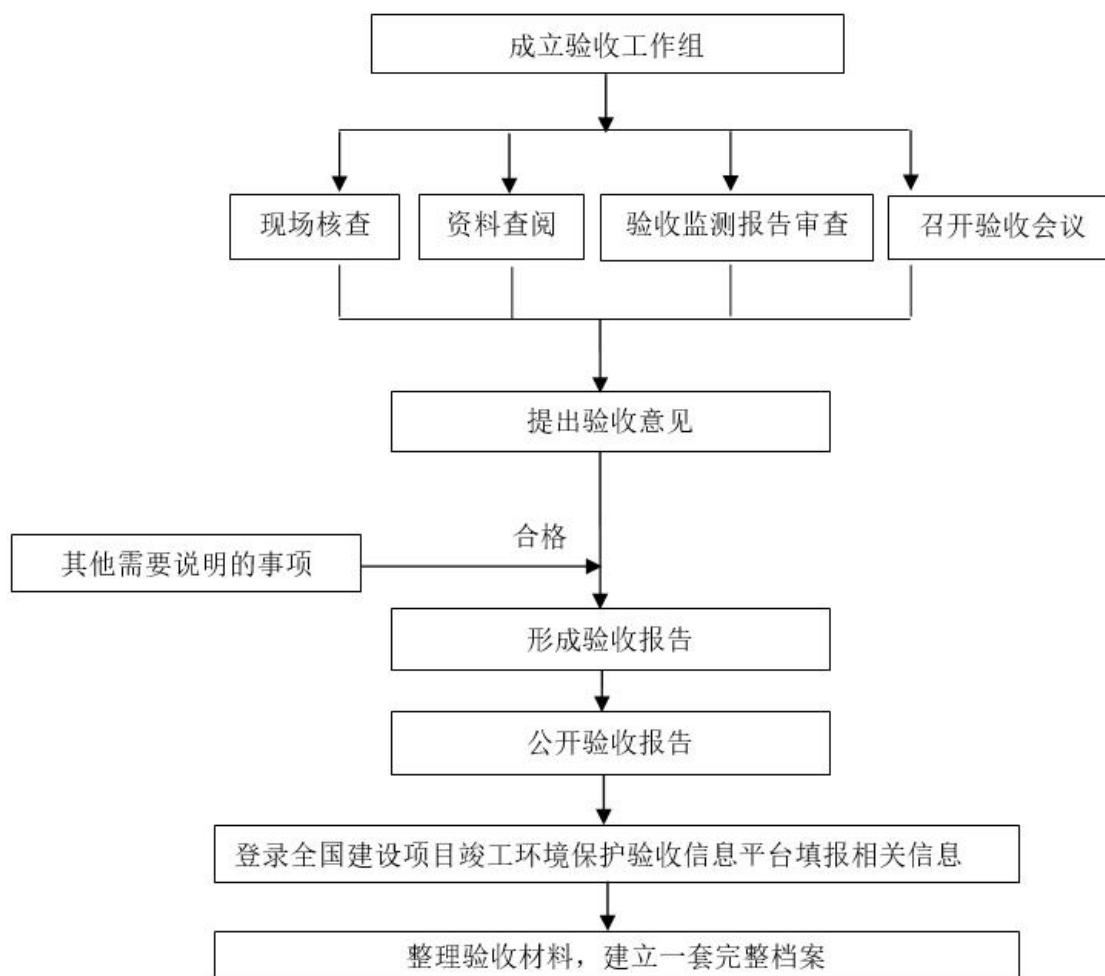 成立验收工作组
现场核查
资料查阅
验收监测报告审查
召开验收会议
提出验收意见
合格
其他需要说明的事项
形成验收报告
公开验收报告
登录全国建设项目竣工环境保护验收信息平台填报相关信息
整理验收材料，建立一套完整档案